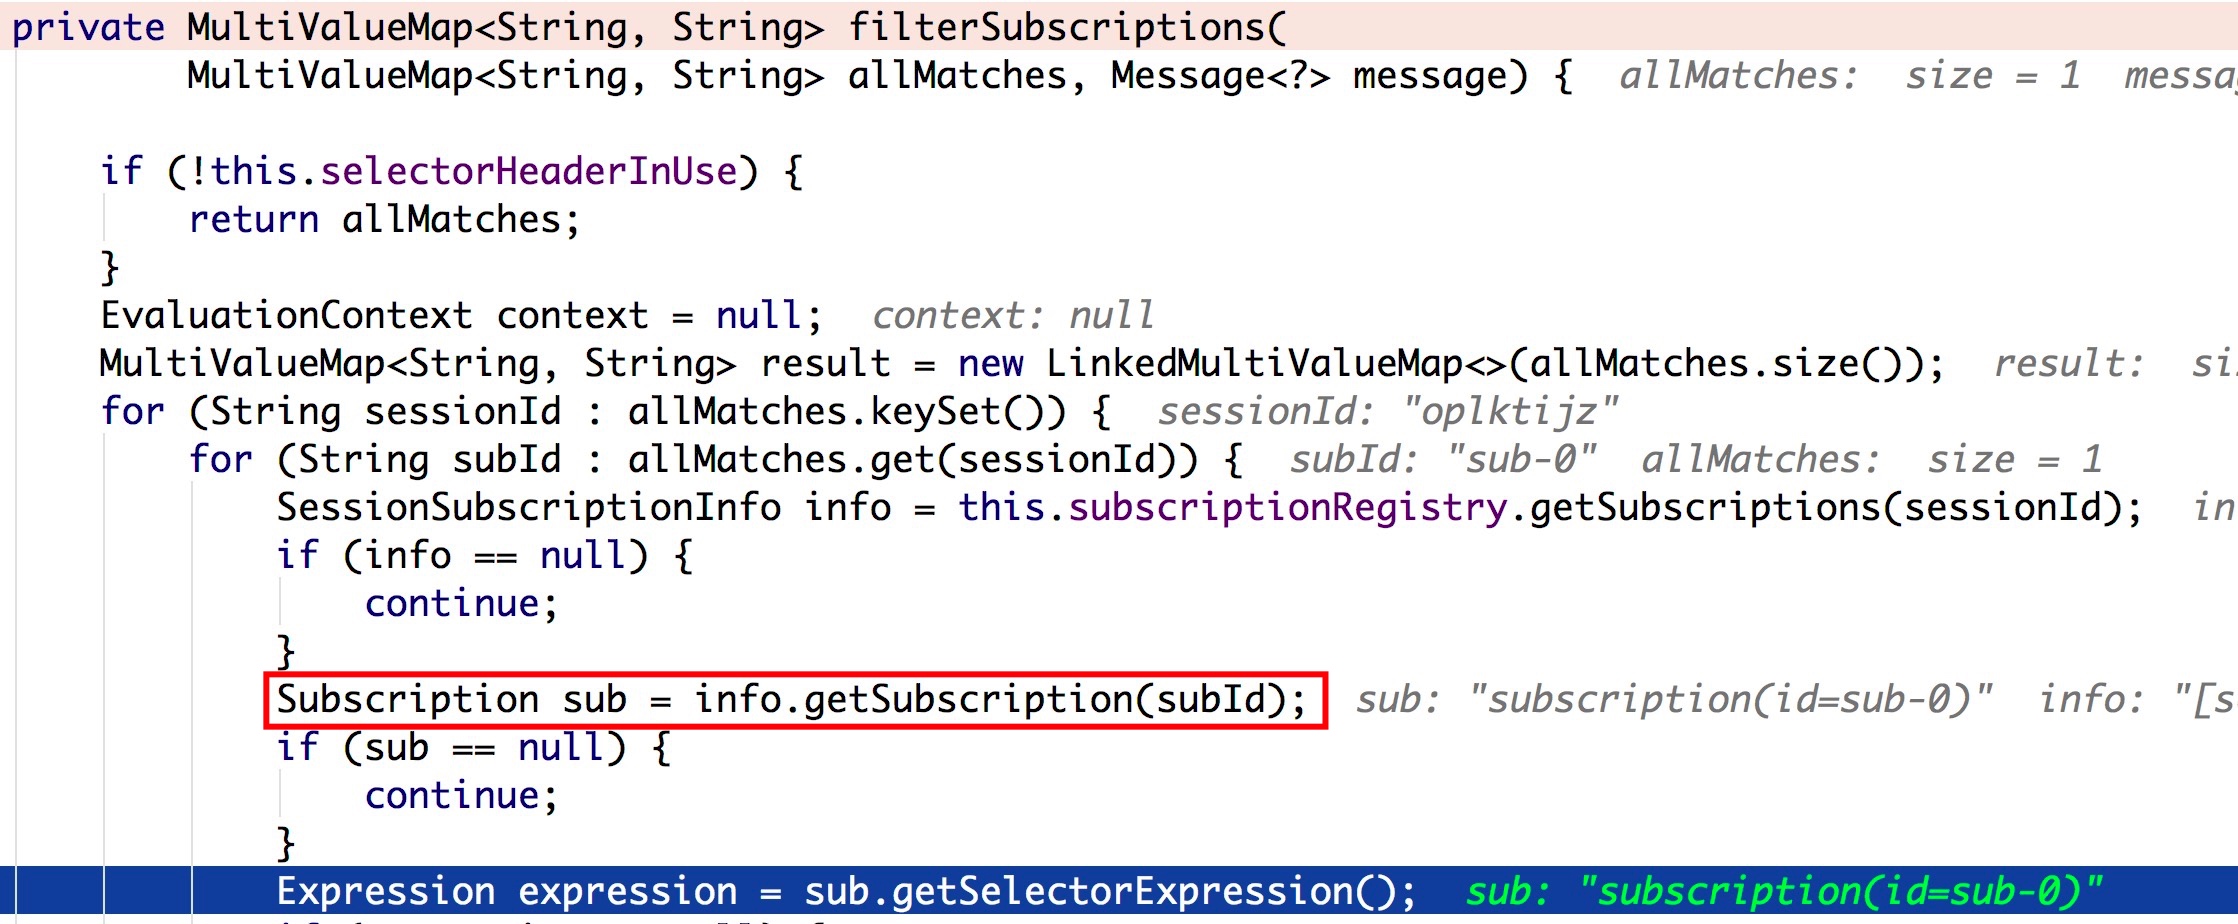 private MultiValueMap<String, String> filterSubscriptions(
MultiValueMap<String, String> allMatches, Message<?> message) { allMatches: size = 1
if (!this.selectorHeaderInUse) {
return allMatches;
}
EvaluationContext context = null; context: null
MultiValueMap<String, String> result = new LinkedMultiValueMap<>(allMatches.size()); result:
for (String sessionId : allMatches.keySet()) { sessionId: "oplktijz"
for (String subId : allMatches.get(sessionId)) { subId: "sub-0" allMatches: size = 1
SessionSubscriptionInfo info = this.subscriptionRegistry.getSubscriptions(sessionId);
if (info == null) {
continue;
}
Subscription sub = info.getSubscription(subId); sub: "subscription(id=sub-0)" info:
if (sub == null) {
continue;
}
Expression expression = sub.getSelectorExpression(); sub: "subscription(id=sub-0)"